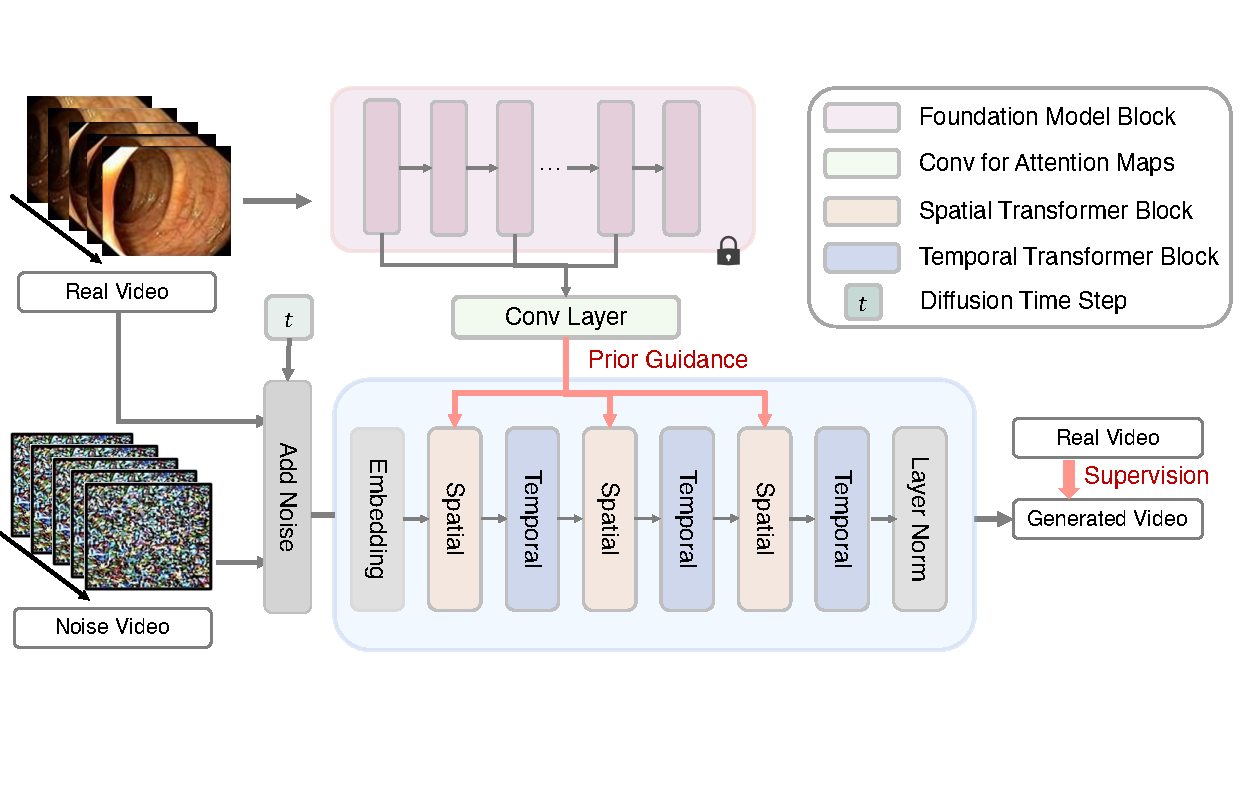 ...
Foundation Model Block
Conv for Attention Maps
Spatial Transformer Block
Temporal Transformer Block
t
Diffusion Time Step
Real Video
t
Conv Layer
Prior Guidance
Add Noise
Embedding
Spatial
Temporal
Spatial
Temporal
Spatial
Temporal
Layer Norm
Real Video
Supervision
Generated Video
Noise Video